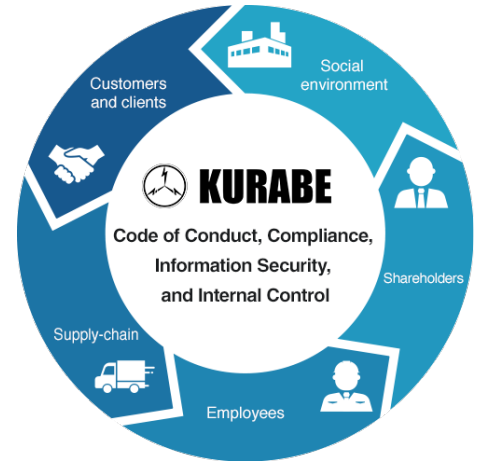 Social
environment
Customers
and clients
KURABE
Code of Conduct, Compliance,
Information Security,
and Internal Control
Shareholders
Supply-chain
Employees